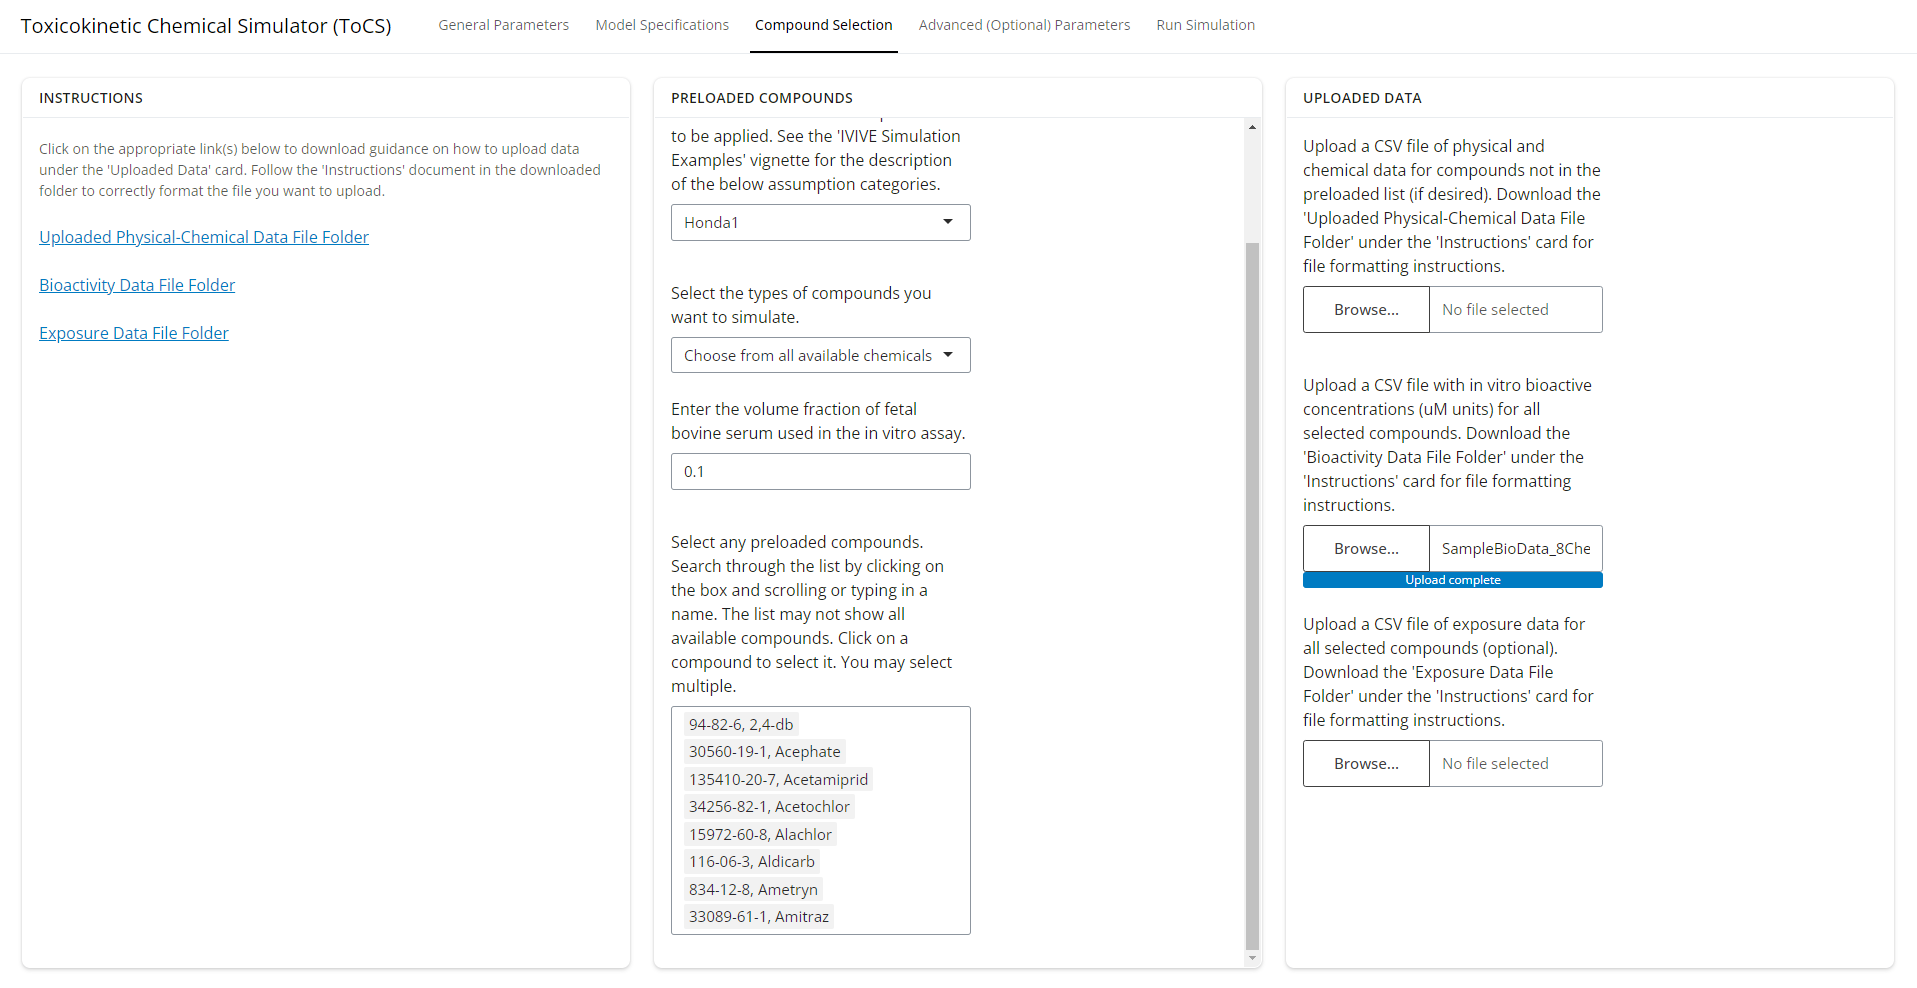 Toxicokinetic Chemical Simulator (ToCS)
General Parameters
Model Specifications
Compound Selection
Advanced (Optional) Parameters
Run Simulation
INSTRUCTIONS
Click on the appropriate link(s) below to download guidance on how to upload data
under the 'Uploaded Data' card. Follow the 'Instructions' document in the downloaded
folder to correctly format the file you want to upload.
Uploaded Physical-Chemical Data File Folder
Bioactivity Data File Folder
Exposure Data File Folder
PRELOADED COMPOUNDS
to be applied. See the 'IVIVE Simulation
Examples' vignette for the description
of the below assumption categories.
Honda1
Select the types of compounds you
want to simulate.
Choose from all available chemicals
Enter the volume fraction of fetal
bovine serum used in the in vitro assay.
0.1
Select any preloaded compounds.
Search through the list by clicking on
the box and scrolling or typing in a
name. The list may not show all
available compounds. Click on a
compound to select it. You may select
multiple.
94-82-6, 2,4-db
30560-19-1, Acephate
135410-20-7, Acetamiprid
34256-82-1, Acetochlor
15972-60-8, Alachlor
116-06-3, Aldicarb
834-12-8, Ametryn
33089-61-1, Amitraz
UPLOADED DATA
Upload a CSV file of physical and
chemical data for compounds not in the
preloaded list (if desired). Download the
'Uploaded Physical-Chemical Data File
Folder' under the 'Instructions' card for
file formatting instructions.
Browse... No file selected
Upload a CSV file with in vitro bioactive
concentrations (uM units) for all
selected compounds. Download the
'Bioactivity Data File Folder' under the
'Instructions' card for file formatting
instructions.
Browse... SampleBioData_8Che
Upload complete
Upload a CSV file of exposure data for
all selected compounds (optional).
Download the 'Exposure Data File
Folder' under the 'Instructions' card for
file formatting instructions.
Browse... No file selected